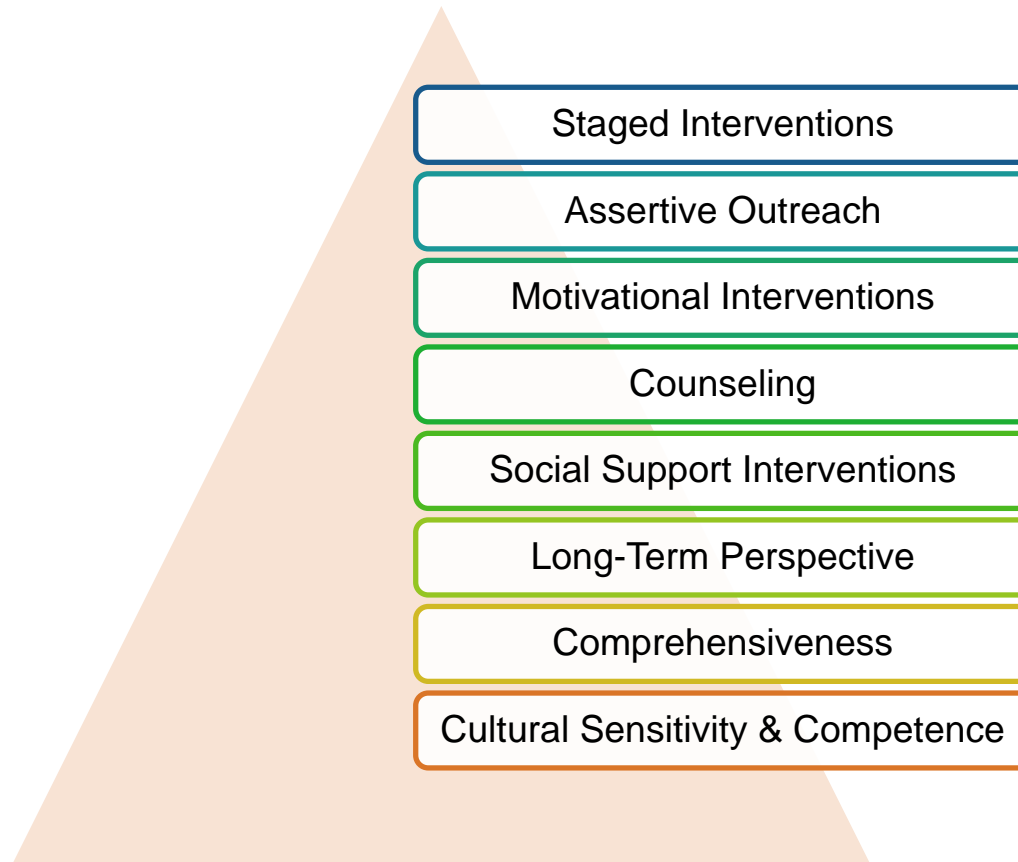 Staged Interventions
Assertive Outreach
Motivational Interventions
Counseling
Social Support Interventions
Long-Term Perspective
Comprehensiveness
Cultural Sensitivity & Competence